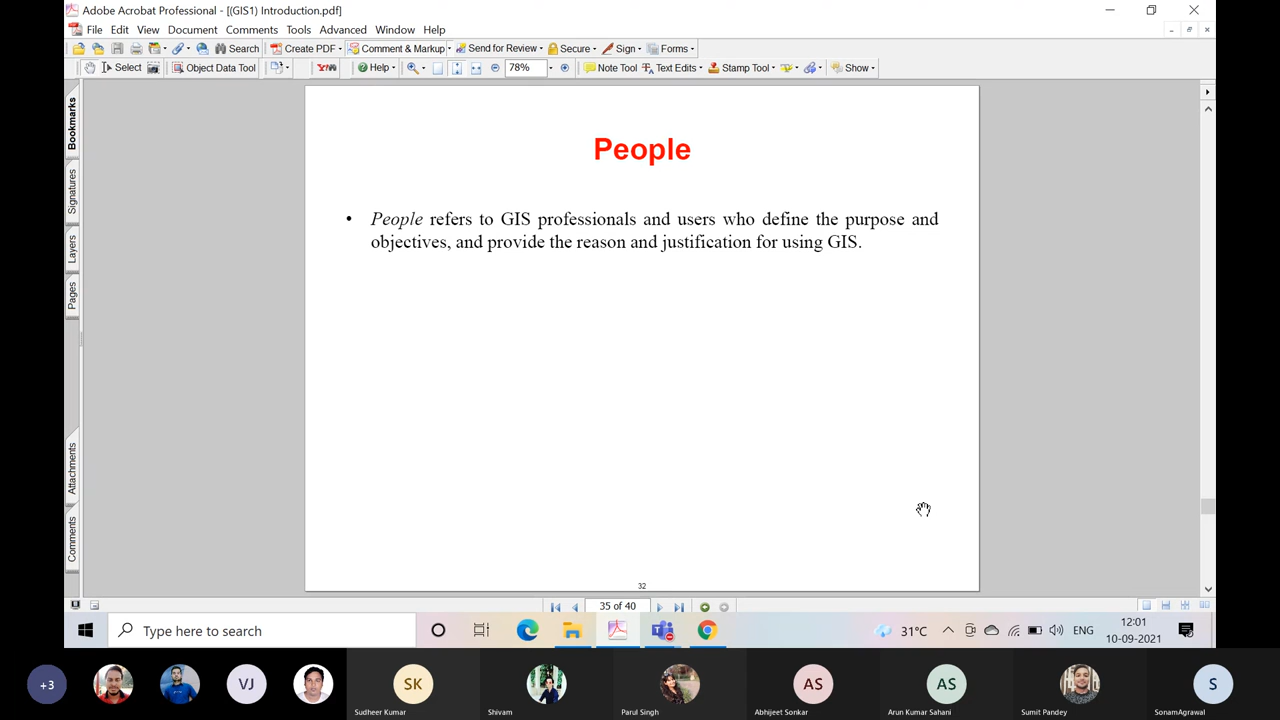 Adobe Acrobat Professional - [(GIS1) Introduction.pdf]
File Edit View Document Comments Tools Advanced Window Help
Search Create PDF Comment & Markup Send for Review Secure Sign Forms
Select Object Data Tool Y!! Help 78% Note Tool Text Edits Stamp Tool Show
Bookmarks
Signatures
Layers
Pages
Attachments
Comments
People
• People refers to GIS professionals and users who define the purpose and
objectives, and provide the reason and justification for using GIS.
32
35 of 40
Type here to search
31°C
ENG
12:01
10-09-2021
+3
VJ
SK
AS
AS
S
Sudheer Kumar
Shivam
Parul Singh
Abhijeet Sonkar
Arun Kumar Sahani
Sumit Pandey
SonamAgrawal